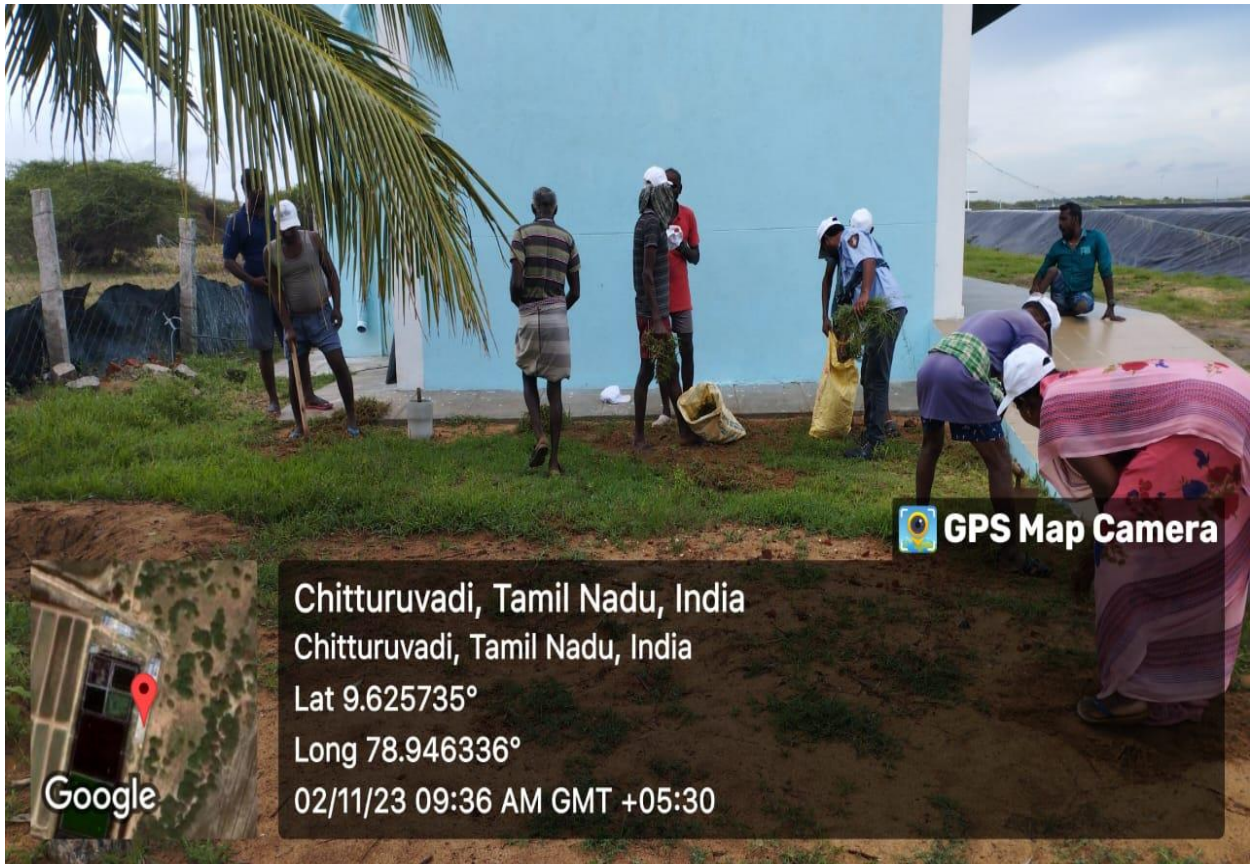 GPS Map Camera
Chitturuvadi, Tamil Nadu, India
Chitturuvadi, Tamil Nadu, India
Lat 9.625735°
Long 78.946336°
02/11/23 09:36 AM GMT +05:30
Google